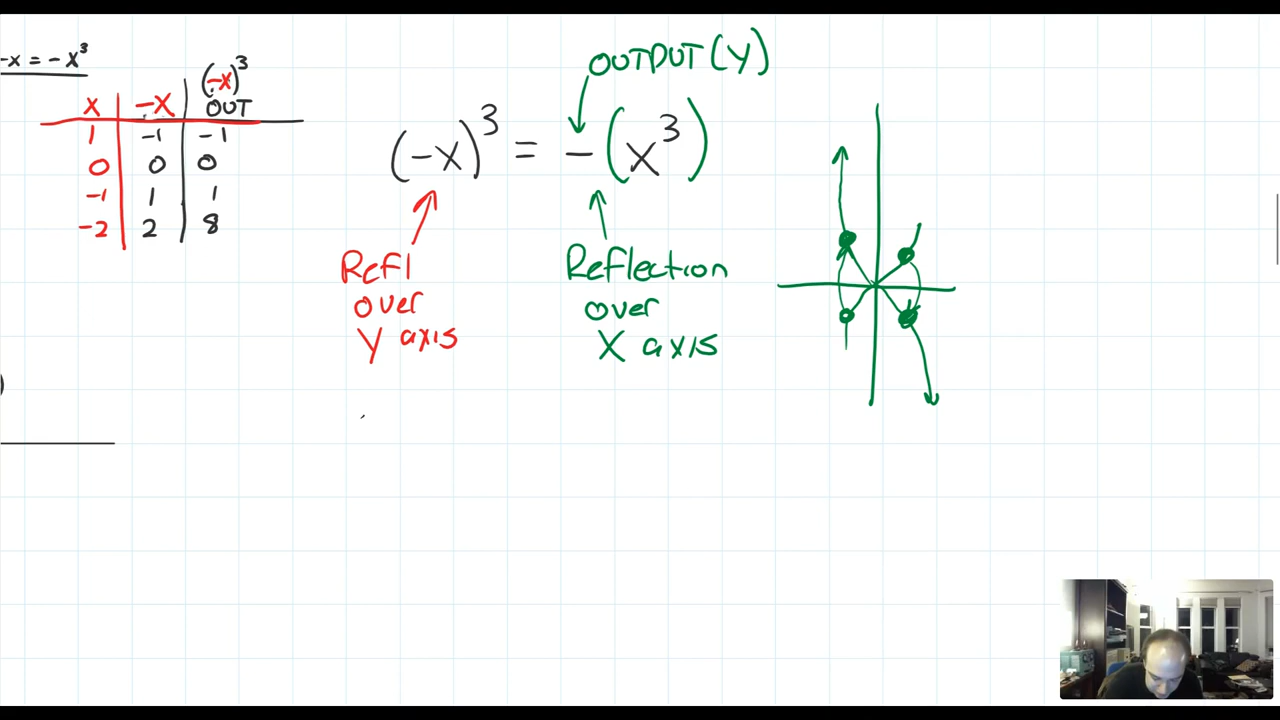 -x = -x³
(-x)³
x -x OUT
1 -1 -1
0 0 0
-1 1 1
-2 2 8
)
OUTPUT (Y)
(-x)³ = -(x³)
Refl
over
Y axis
Reflection
over
X axis